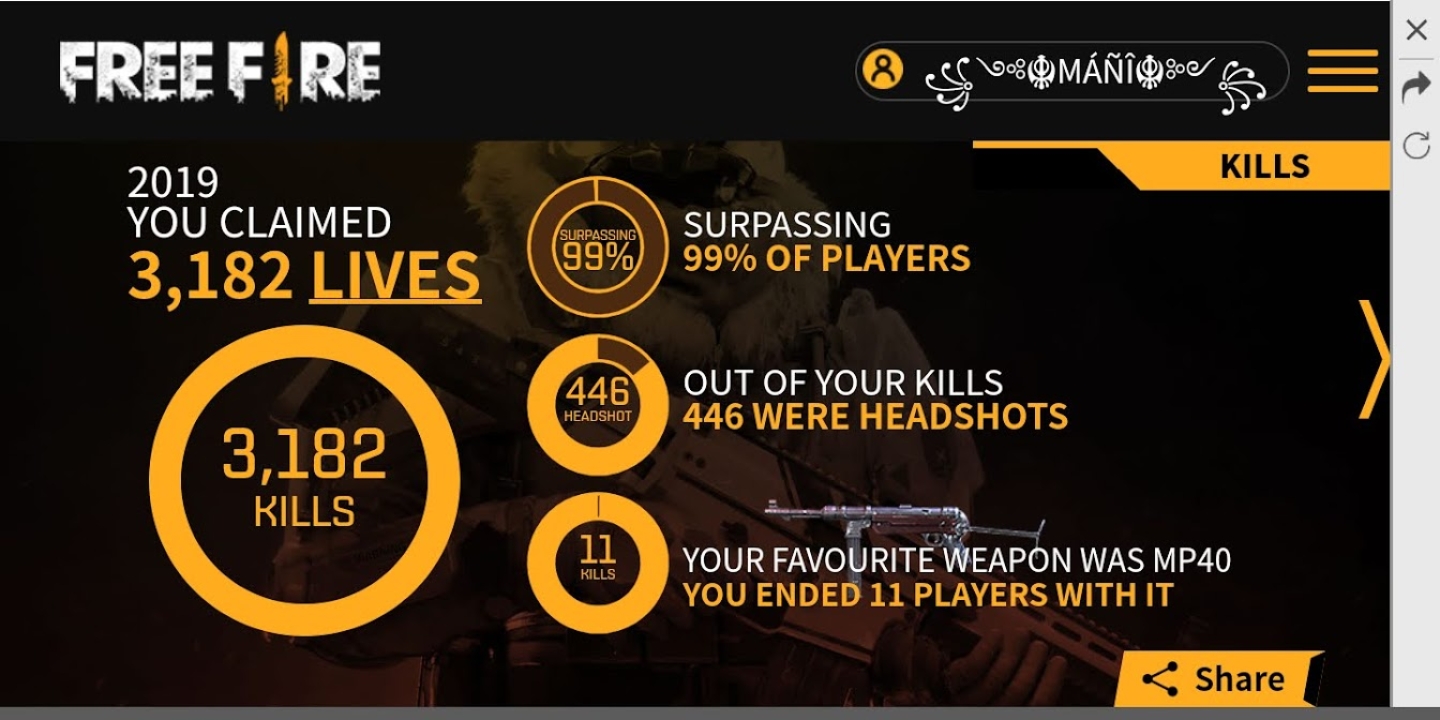 FREE FIRE
꧁༺☬MÁÑÎ☬༻꧂
KILLS
2019
YOU CLAIMED
3,182 LIVES
3,182
KILLS
SURPASSING
99%
SURPASSING
99% OF PLAYERS
446
HEADSHOT
OUT OF YOUR KILLS
446 WERE HEADSHOTS
11
KILLS
YOUR FAVOURITE WEAPON WAS MP40
YOU ENDED 11 PLAYERS WITH IT
Share